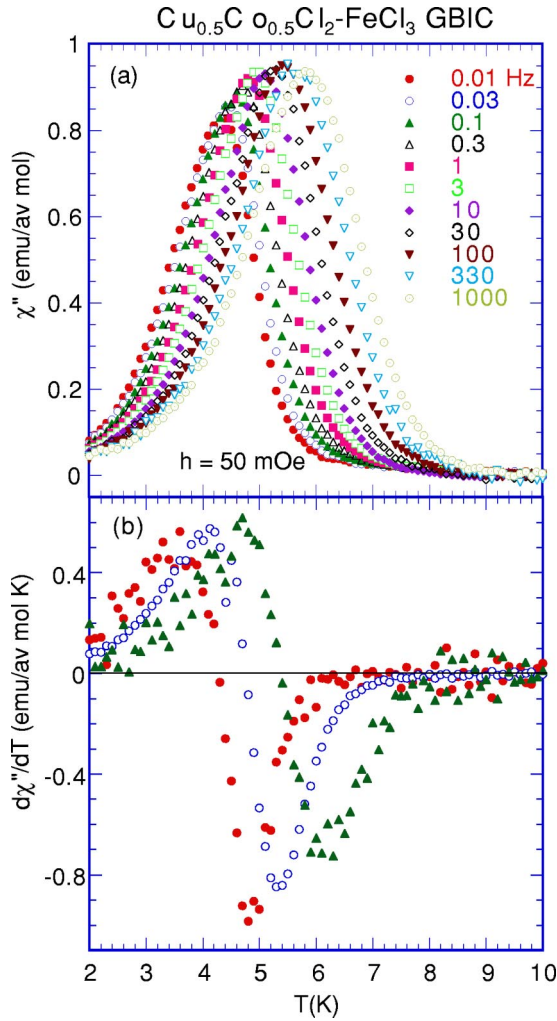 Cu0.5Co0.5Cl2-FeCl3 GBIC
(a)
0.01 Hz
0.03
0.1
0.3
1
3
10
30
100
330
1000
h = 50 mOe
χ" (emu/av mol)
1
0.8
0.6
0.4
0.2
0
(b)
dχ"/dT (emu/av mol K)
0.4
0
-0.4
-0.8
2 3 4 5 6 7 8 9 10
T(K)